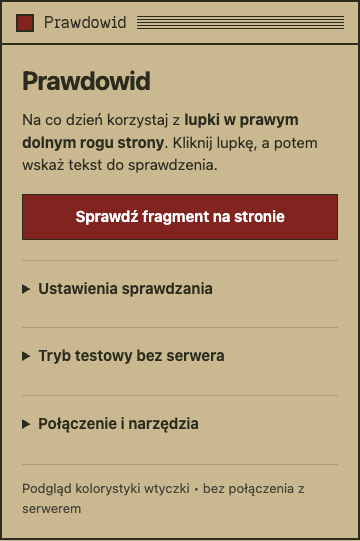 Prawdowid
Prawdowid
Na co dzień korzystaj z lupki w prawym
dolnym rogu strony. Kliknij lupkę, a potem
wskaż tekst do sprawdzenia.
Sprawdź fragment na stronie
Ustawienia sprawdzania
Tryb testowy bez serwera
Połączenie i narzędzia
Podgląd kolorystyki wtyczki • bez połączenia z
serwerem